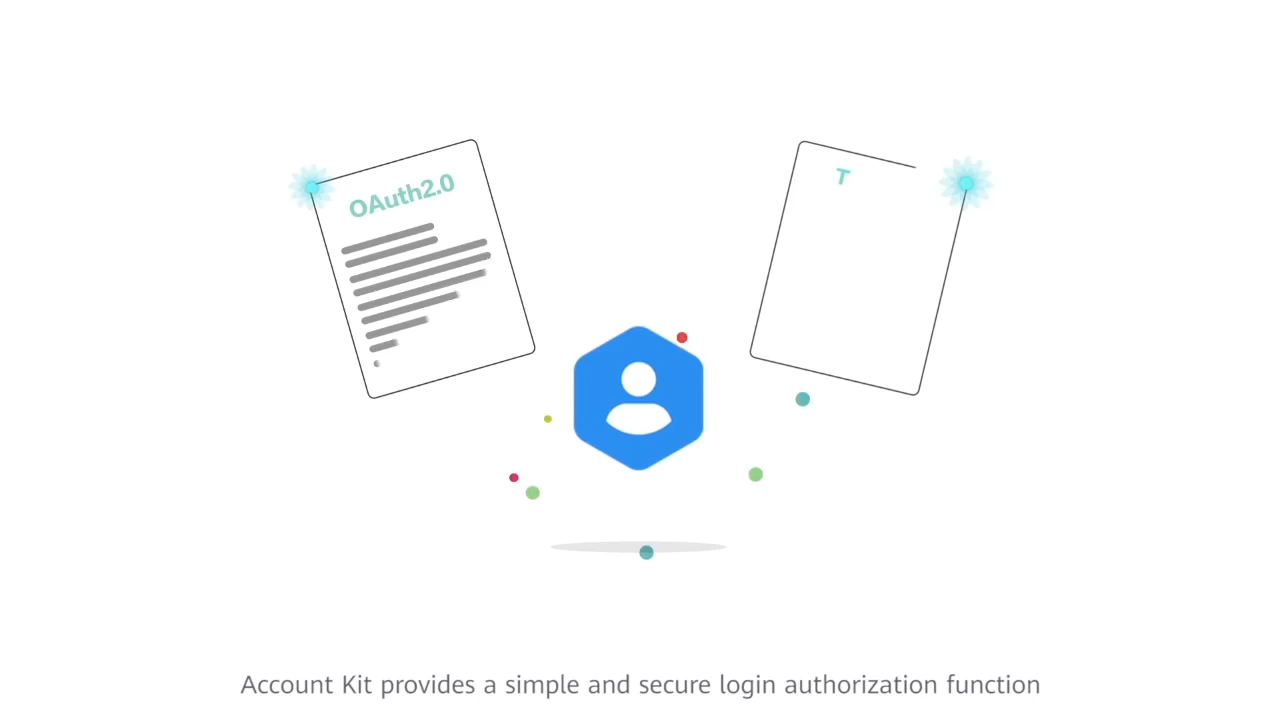 OAuth2.0
T
Account Kit provides a simple and secure login authorization function